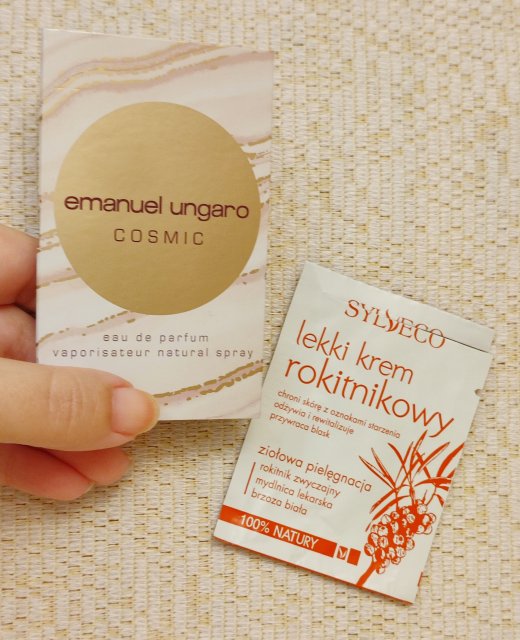 emanuel ungaro
COSMIC
eau de parfum
vaporisateur natural spray
SYLVECO
lekki krem
rokitnikowy
chroni skórę z oznakami starzenia
odżywia i rewitalizuje
przywraca blask
ziołowa pielęgnacja
rokitnik zwyczajny
mydlnica lekarska
brzoza biała
100% NATURY